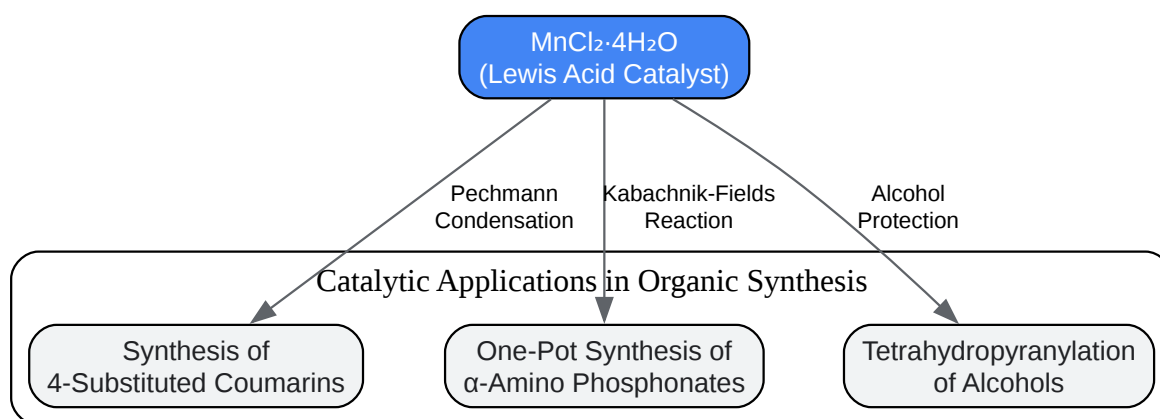 MnCl₂·4H₂O
(Lewis Acid Catalyst)
Pechmann
Condensation
Kabachnik-Fields
Reaction
Alcohol
Protection
Catalytic Applications in Organic Synthesis
Synthesis of
4-Substituted Coumarins
One-Pot Synthesis of
α-Amino Phosphonates
Tetrahydropyranylation
of Alcohols